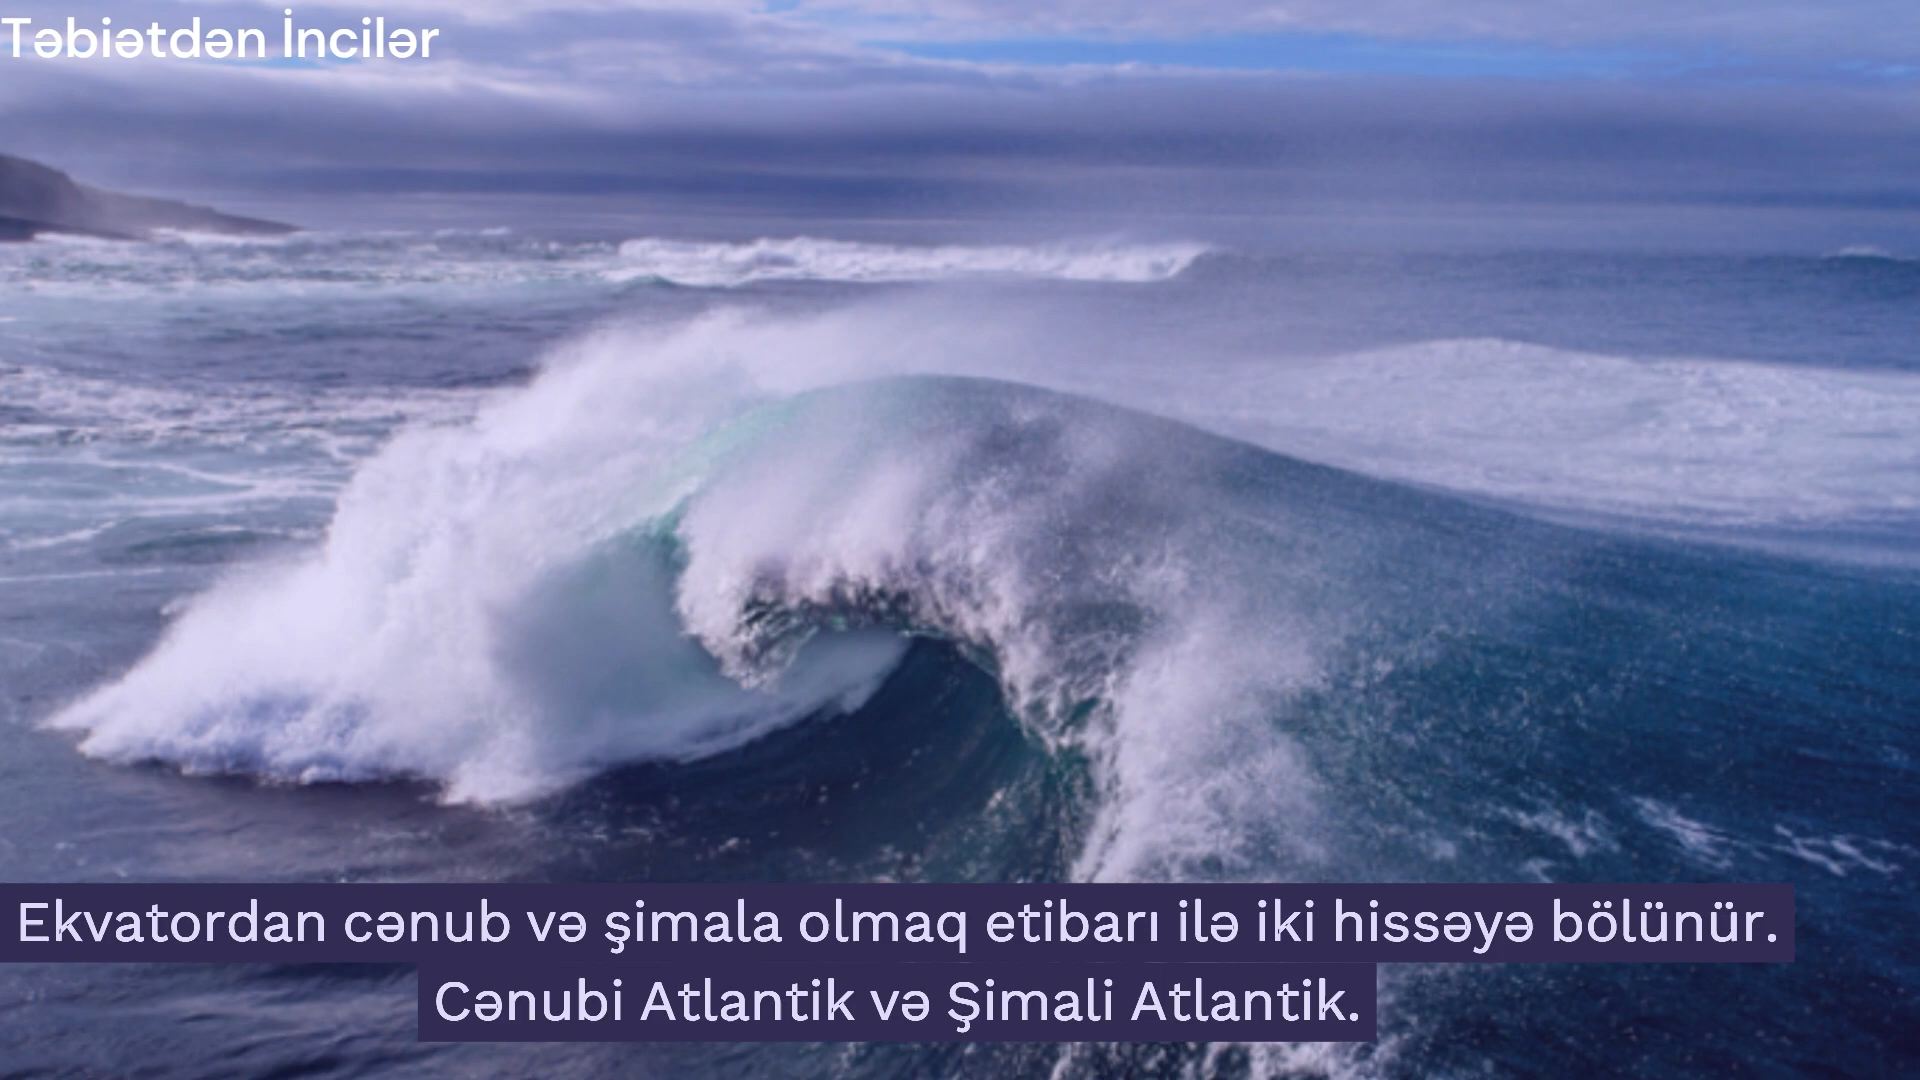 Təbiətdən İncilər
Ekvatordan cənub və şimala olmaq etibarı ilə iki hissəyə bölünür.
Cənubi Atlantik və Şimali Atlantik.